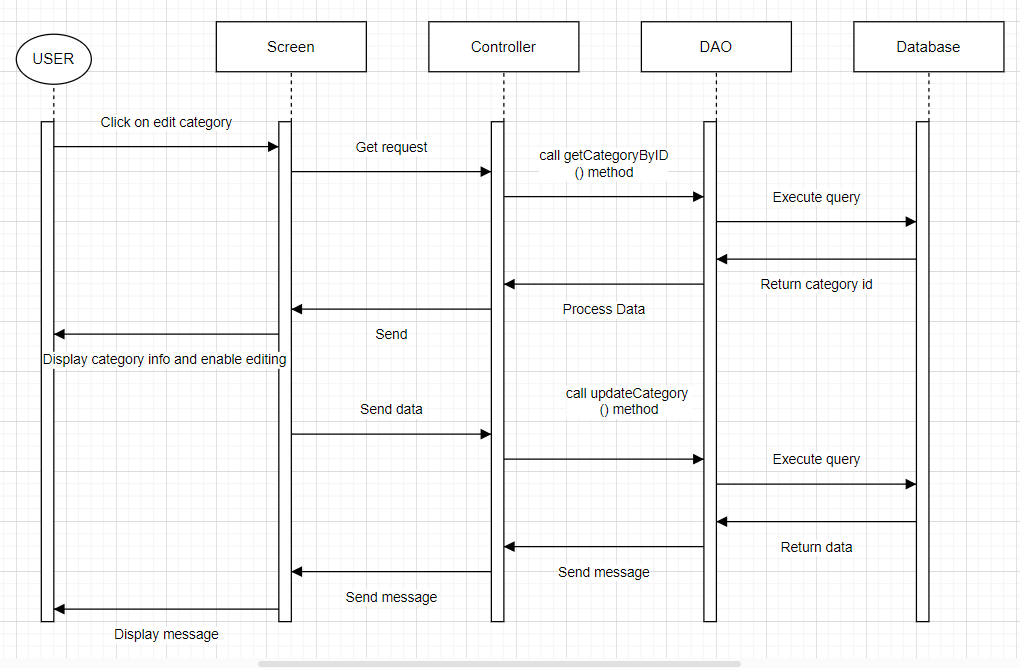 USER
Screen
Controller
DAO
Database
Click on edit category
Get request
call getCategoryByID
() method
Execute query
Return category id
Process Data
Send
Display category info and enable editing
call updateCategory
() method
Send data
Execute query
Return data
Send message
Send message
Display message